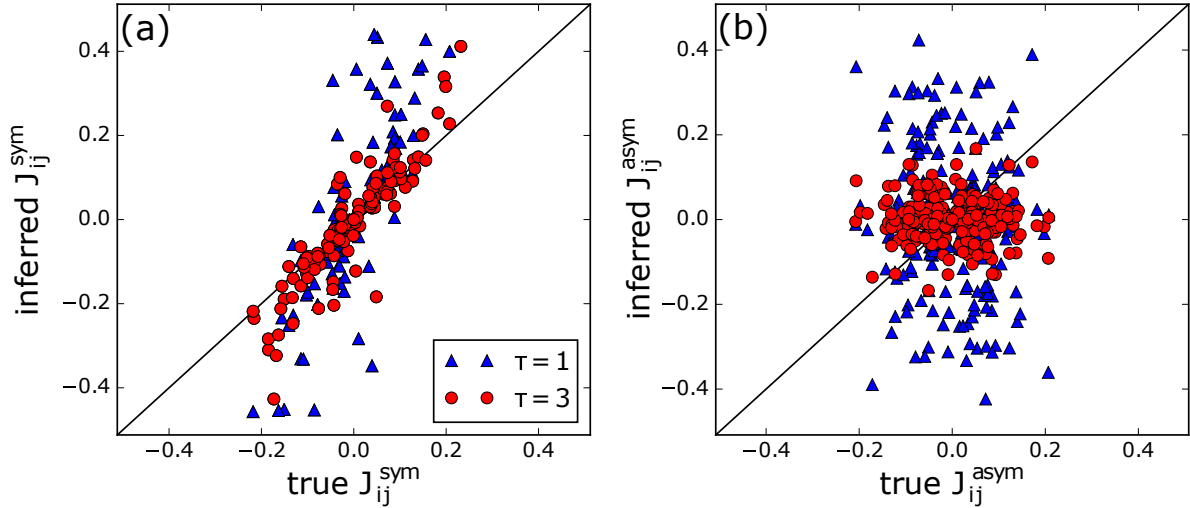 (a)
inferred J_ij^sym
0.4
0.2
0.0
−0.2
−0.4
−0.4 −0.2 0.0 0.2 0.4
true J_ij^sym
τ = 1
τ = 3
(b)
inferred J_ij^asym
0.4
0.2
0.0
−0.2
−0.4
−0.4 −0.2 0.0 0.2 0.4
true J_ij^asym